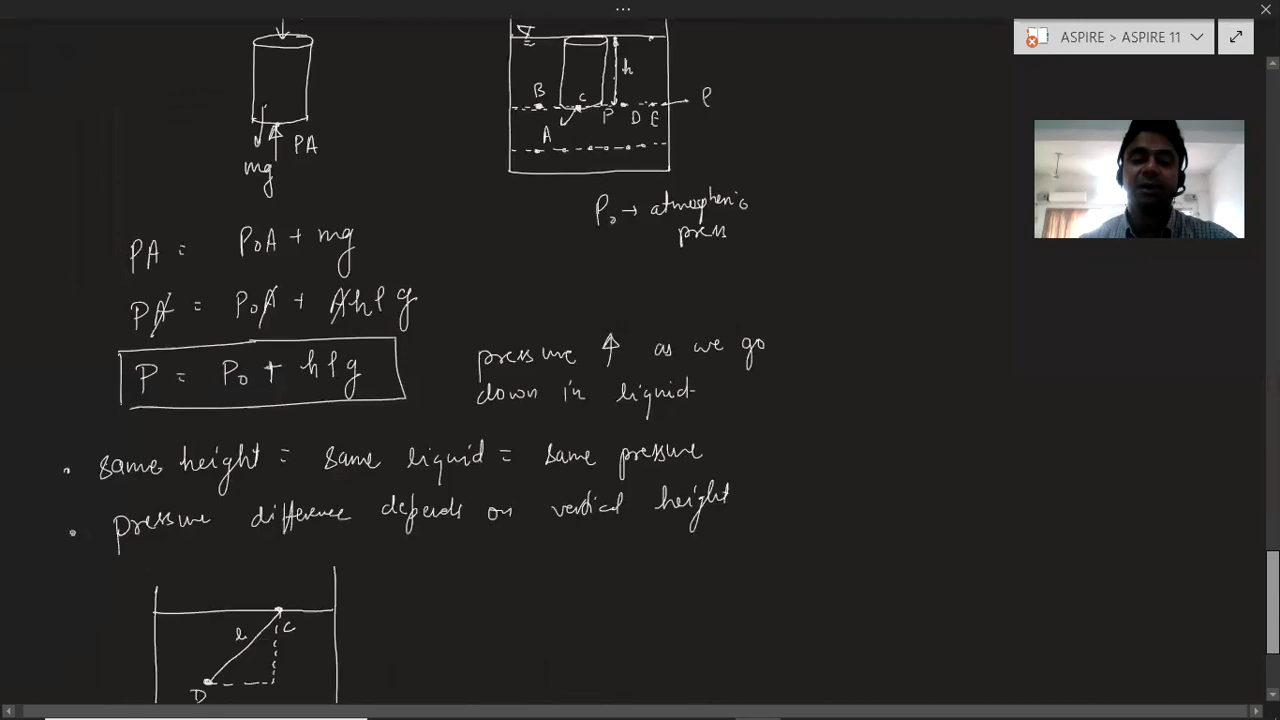 ASPIRE > ASPIRE 11
h
B
C
P D E
ρ
A
PA
mg
P₀ → atmospheric
press
PA = P₀A + mg
PA = P₀A + Ahρg
P = P₀ + hρg
pressure ↑ as we go
down in liquid
• same height = same liquid = same pressure
• pressure difference depends on vertical height
l
C
D